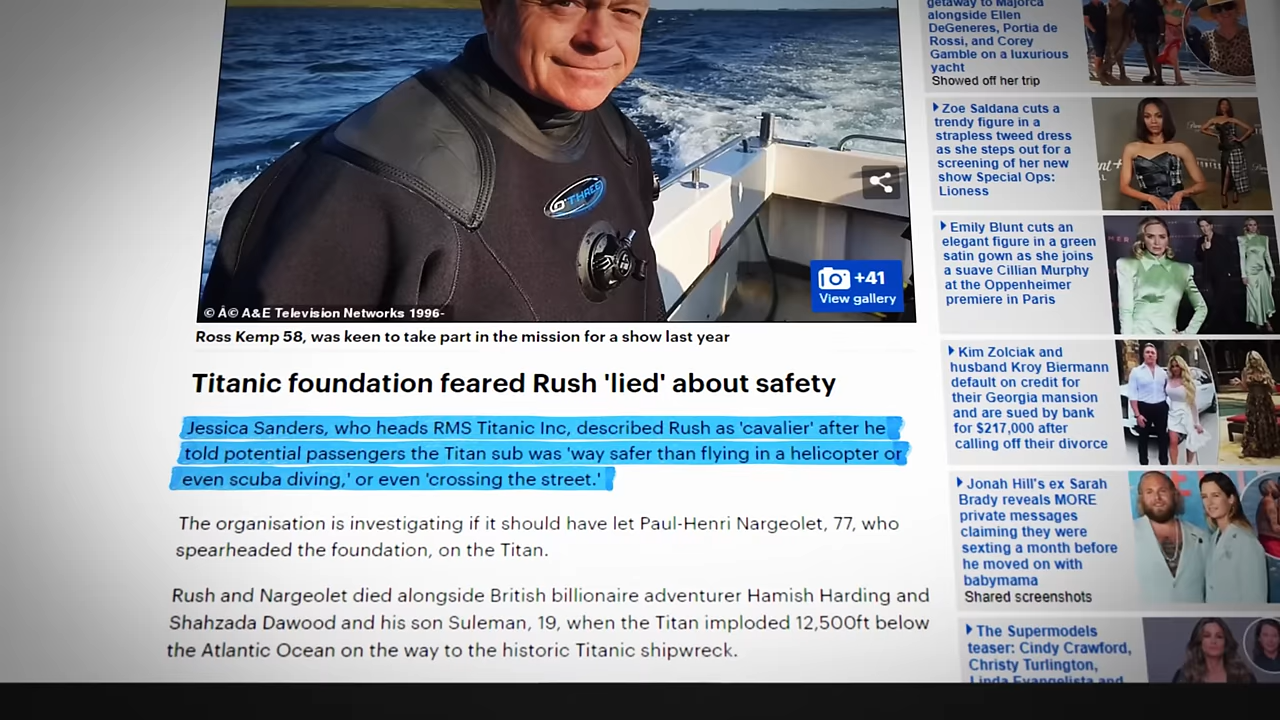 O'THREE
+41
View gallery
© Â© A&E Television Networks 1996-
Ross Kemp 58, was keen to take part in the mission for a show last year
Titanic foundation feared Rush 'lied' about safety
Jessica Sanders, who heads RMS Titanic Inc, described Rush as 'cavalier' after he
told potential passengers the Titan sub was 'way safer than flying in a helicopter or
even scuba diving,' or even 'crossing the street.'
The organisation is investigating if it should have let Paul-Henri Nargeolet, 77, who
spearheaded the foundation, on the Titan.
Rush and Nargeolet died alongside British billionaire adventurer Hamish Harding and
Shahzada Dawood and his son Suleman, 19, when the Titan imploded 12,500ft below
the Atlantic Ocean on the way to the historic Titanic shipwreck.
getaway to Majorca
alongside Ellen
DeGeneres, Portia de
Rossi, and Corey
Gamble on a luxurious
yacht
Showed off her trip
Zoe Saldana cuts a
trendy figure in a
strapless tweed dress
as she steps out for a
screening of her new
show Special Ops:
Lioness
Emily Blunt cuts an
elegant figure in a green
satin gown as she joins
a suave Cillian Murphy
at the Oppenheimer
premiere in Paris
Kim Zolciak and
husband Kroy Biermann
default on credit for
their Georgia mansion
and are sued by bank
for $217,000 after
calling off their divorce
Jonah Hill's ex Sarah
Brady reveals MORE
private messages
claiming they were
sexting a month before
he moved on with
babymama
Shared screenshots
The Supermodels
teaser: Cindy Crawford,
Christy Turlington,
Linda Evangelista and